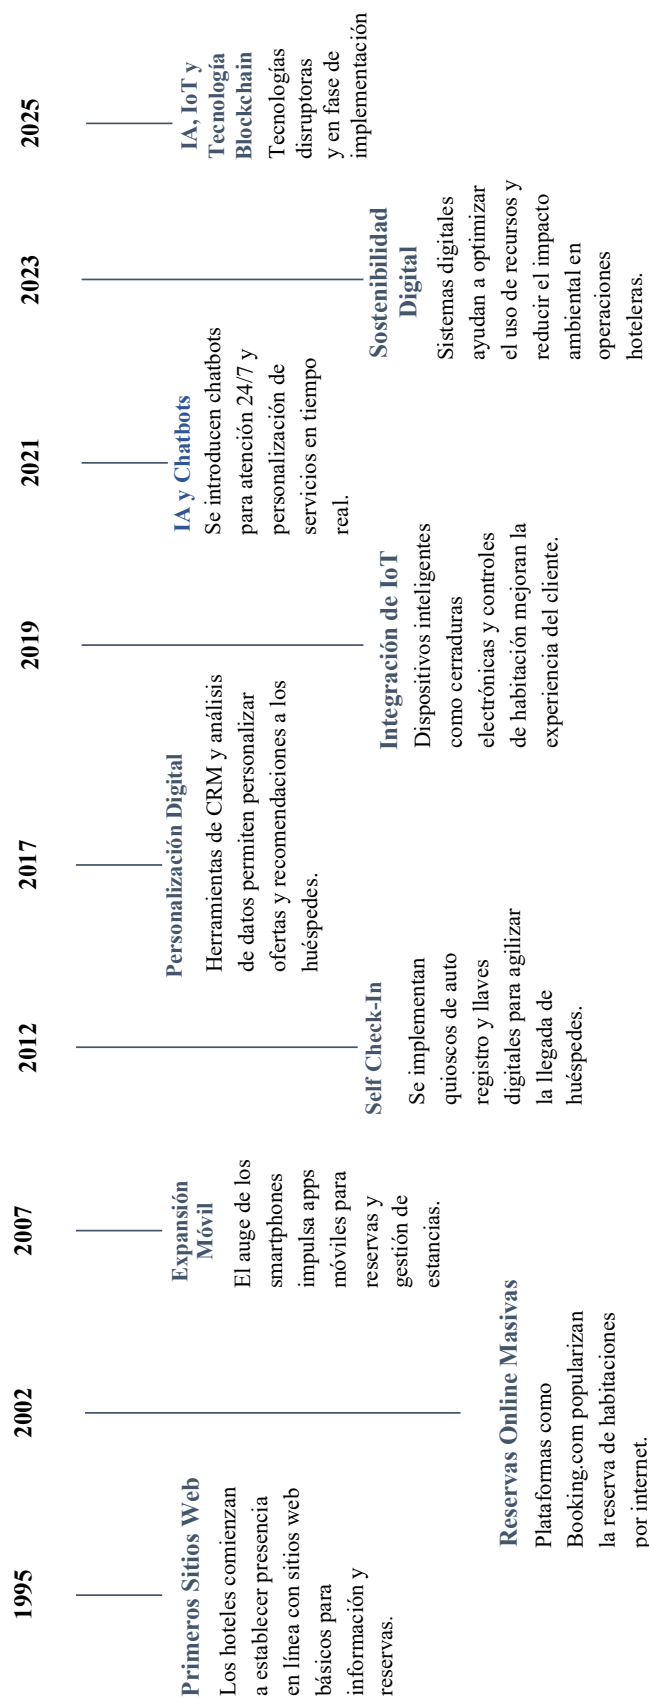 1995
Primeros Sitios Web
Los hoteles comienzan
a establecer presencia
en línea con sitios web
básicos para
información y
reservas.
2002
Reservas Online Masivas
Plataformas como
Booking.com popularizan
la reserva de habitaciones
por internet.
2007
Expansión
Móvil
El auge de los
smartphones
impulsa apps
móviles para
reservas y
gestión de
estancias.
2012
Self Check-In
Se implementan
quioscos de auto
registro y llaves
digitales para agilizar
la llegada de
huéspedes.
2017
Personalización Digital
Herramientas de CRM y análisis
de datos permiten personalizar
ofertas y recomendaciones a los
huéspedes.
2019
Integración de IoT
Dispositivos inteligentes
como cerraduras
electrónicas y controles
de habitación mejoran la
experiencia del cliente.
2021
IA y Chatbots
Se introducen chatbots
para atención 24/7 y
personalización de
servicios en tiempo
real.
2023
Sostenibilidad
Digital
Sistemas digitales
ayudan a optimizar
el uso de recursos y
reducir el impacto
ambiental en
operaciones
hoteleras.
2025
IA, IoT y
Tecnología
Blockchain
Tecnologías
disruptoras
y en fase de
implementación